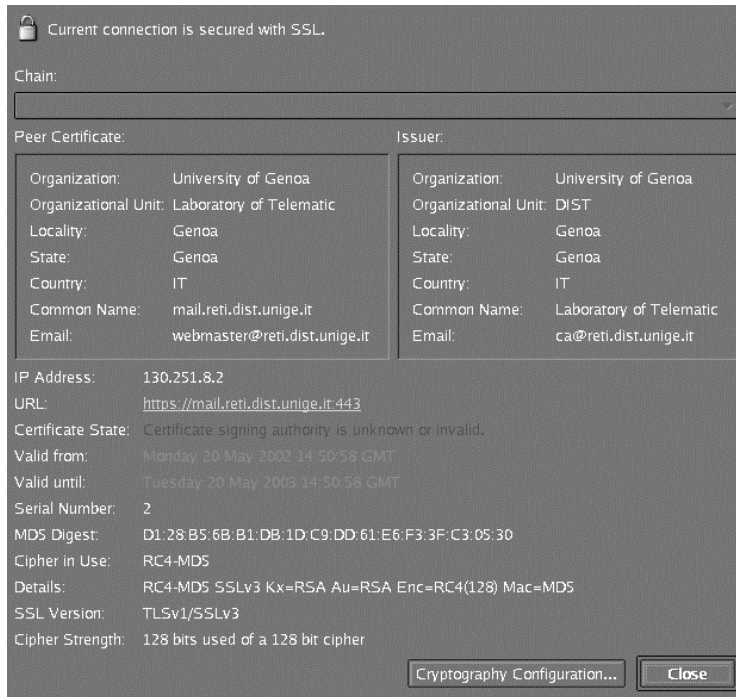 Current connection is secured with SSL.
Chain:
Peer Certificate:
Issuer:
Organization: University of Genoa
Organizational Unit: Laboratory of Telematic
Locality: Genoa
State: Genoa
Country: IT
Common Name: mail.reti.dist.unige.it
Email: webmaster@reti.dist.unige.it
Organization: University of Genoa
Organizational Unit: DIST
Locality: Genoa
State: Genoa
Country: IT
Common Name: Laboratory of Telematic
Email: ca@reti.dist.unige.it
IP Address: 130.251.8.2
URL: https://mail.reti.dist.unige.it:443
Certificate State: Certificate signing authority is unknown or invalid.
Valid from: Monday 20 May 2002 14:50:58 GMT
Valid until: Tuesday 20 May 2003 14:50:58 GMT
Serial Number: 2
MD5 Digest: D1:28:B5:6B:B1:DB:1D:C9:DD:61:E6:F3:3F:C3:05:30
Cipher in Use: RC4-MD5
Details: RC4-MD5 SSLv3 Kx=RSA Au=RSA Enc=RC4(128) Mac=MD5
SSL Version: TLSv1/SSLv3
Cipher Strength: 128 bits used of a 128 bit cipher
Cryptography Configuration...
Close